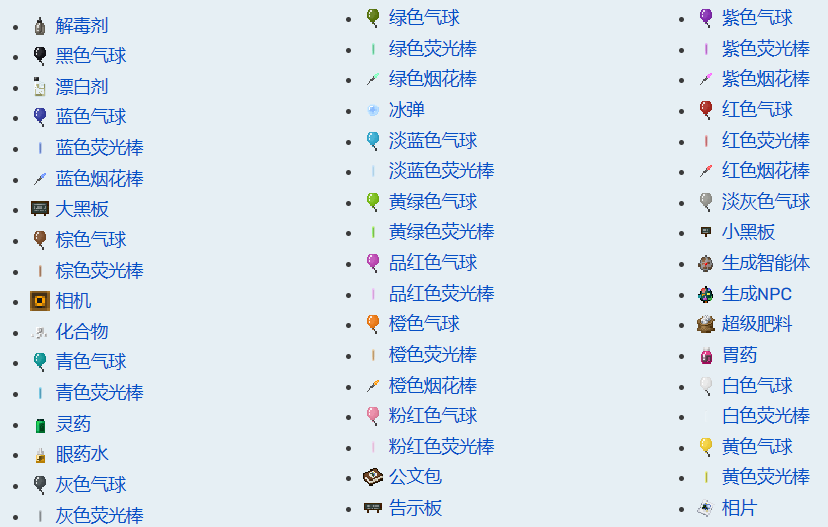 解毒剂
黑色气球
漂白剂
蓝色气球
蓝色荧光棒
蓝色烟花棒
大黑板
棕色气球
棕色荧光棒
相机
化合物
青色气球
青色荧光棒
灵药
眼药水
灰色气球
灰色荧光棒
绿色气球
绿色荧光棒
绿色烟花棒
冰弹
淡蓝色气球
淡蓝色荧光棒
黄绿色气球
黄绿色荧光棒
品红色气球
品红色荧光棒
橙色气球
橙色荧光棒
橙色烟花棒
粉红色气球
粉红色荧光棒
公文包
告示板
紫色气球
紫色荧光棒
紫色烟花棒
红色气球
红色荧光棒
红色烟花棒
淡灰色气球
小黑板
生成智能体
生成NPC
超级肥料
胃药
白色气球
白色荧光棒
黄色气球
黄色荧光棒
相片